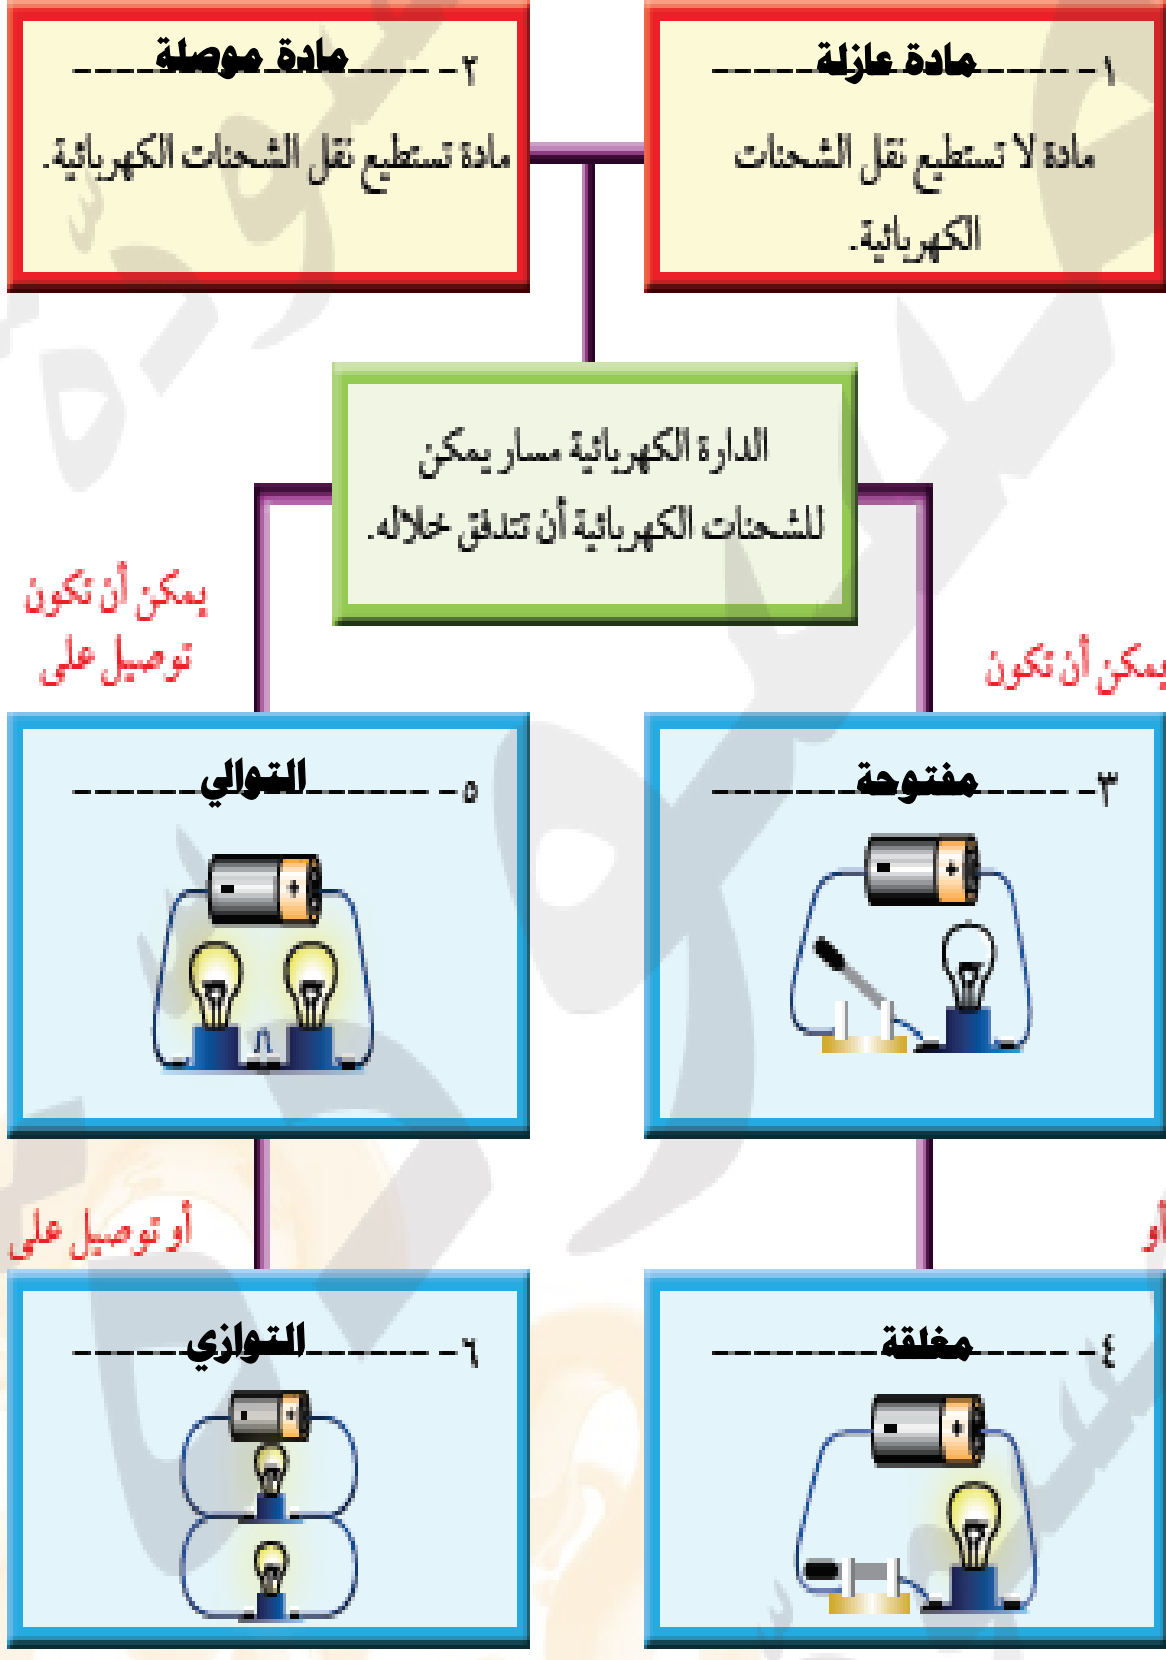 ١- مادة عازلة
مادة لا تستطيع نقل الشحنات
الكهربائية.
٢- مادة موصلة
مادة تستطيع نقل الشحنات الكهربائية.
الدارة الكهربائية مسار يمكن
للشحنات الكهربائية أن تتدفق خلاله.
يمكن أن تكون
٣- مفتوحة
- +
أو
٤- مغلقة
- +
يمكن أن تكون
توصيل على
٥- التوالي
- +
أو توصيل على
٦- التوازي
- +